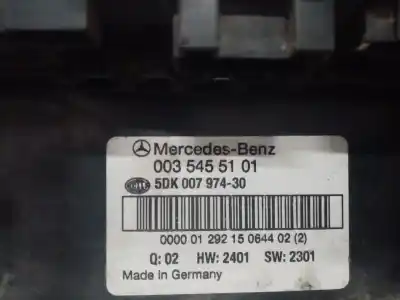 Mercedes-Benz
003 545 51 01
HELLA 5DK 007 974-30
0000 01 292 15 0644 02 (2)
Q: 02 HW: 2401 SW: 2301
Made in Germany